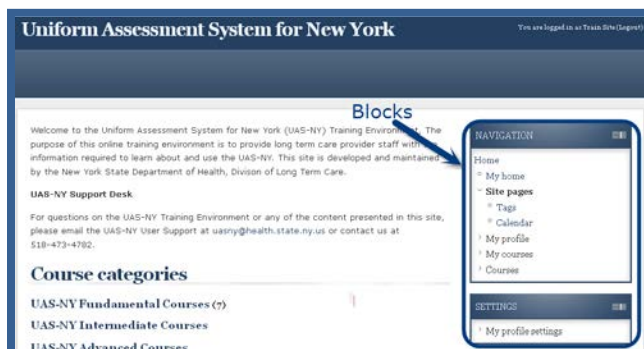 Uniform Assessment System for New York
You are logged in as Train Site (Logout)
Blocks
Welcome to the Uniform Assessment System for New York (UAS-NY) Training Environment. The
purpose of this online training environment is to provide long term care provider staff with
information required to learn about and use the UAS-NY. This site is developed and maintained
by the New York State Department of Health, Divison of Long Term Care.
UAS-NY Support Desk
For questions on the UAS-NY Training Environment or any of the content presented in this site,
please email the UAS-NY User Support at uasny@health.state.ny.us or contact us at
518-473-4782.
Course categories
UAS-NY Fundamental Courses (7)
UAS-NY Intermediate Courses
UAS-NY Advanced Courses
NAVIGATION
Home
My home
Site pages
Tags
Calendar
My profile
My courses
Courses
SETTINGS
My profile settings